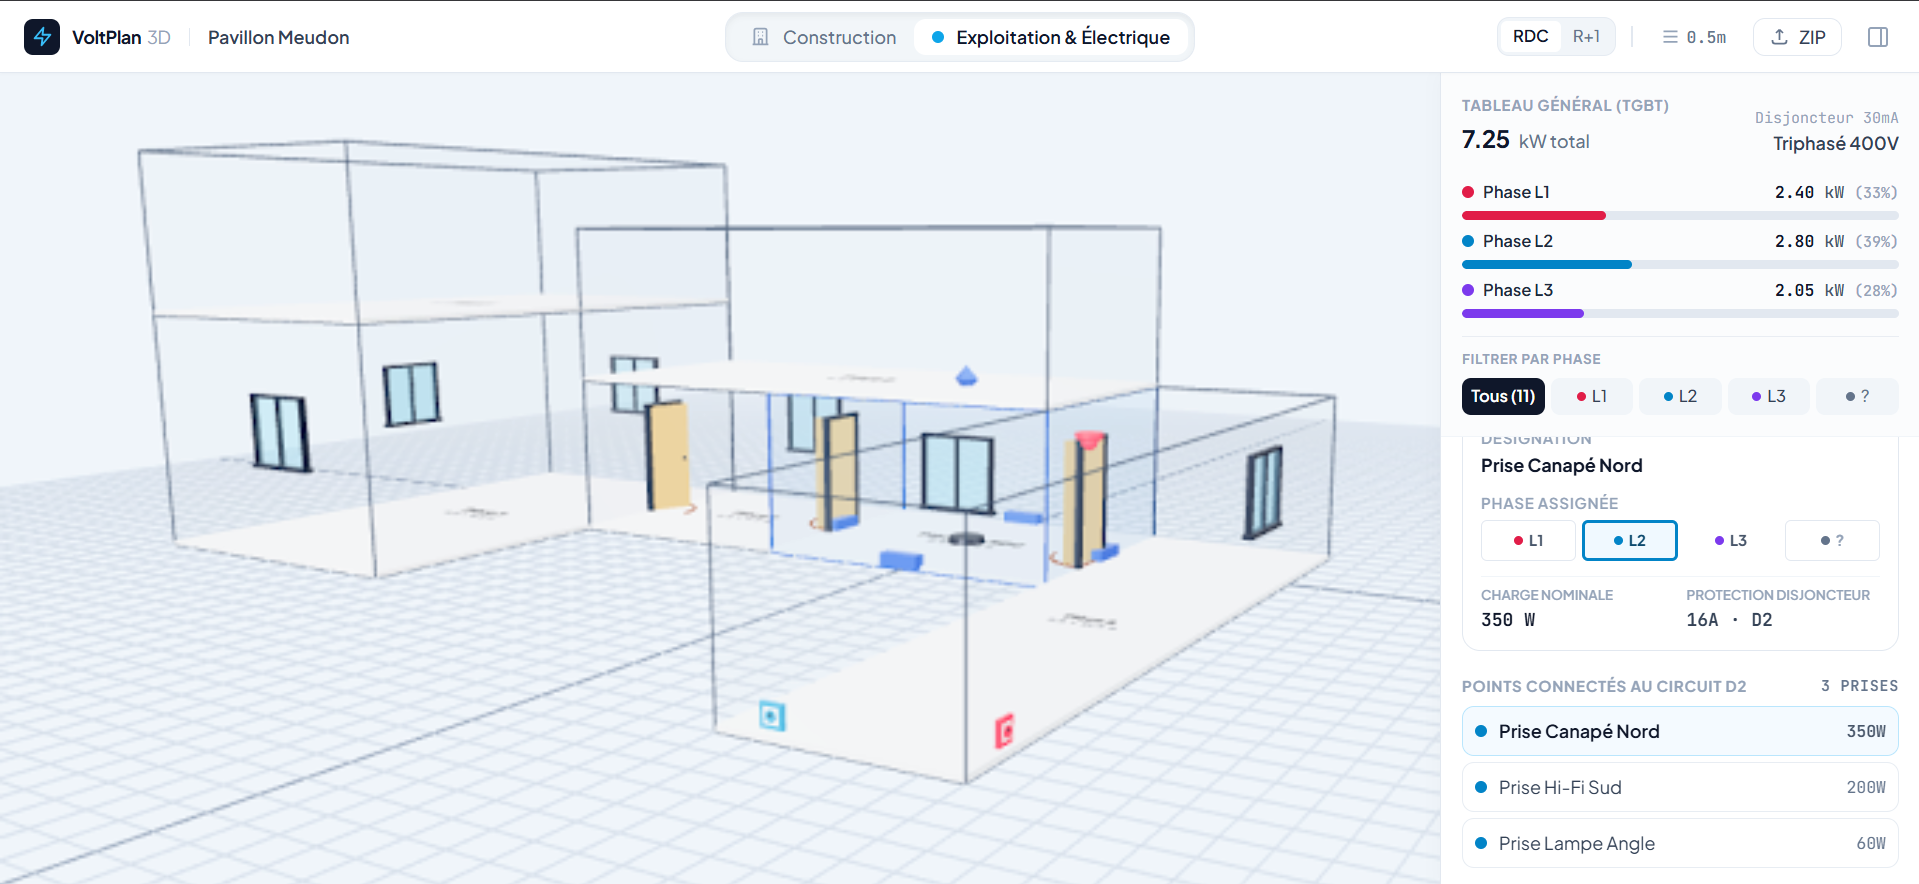 VoltPlan 3D
Pavillon Meudon
Construction
Exploitation & Électrique
RDC
R+1
0.5m
ZIP
TABLEAU GÉNÉRAL (TGBT)
7.25 kW total
Disjoncteur 30mA
Triphasé 400V
Phase L1
2.40 kW (33%)
Phase L2
2.80 kW (39%)
Phase L3
2.05 kW (28%)
FILTRER PAR PHASE
Tous (11)
L1
L2
L3
?
DÉSIGNATION
Prise Canapé Nord
PHASE ASSIGNÉE
L1
L2
L3
?
CHARGE NOMINALE
350 W
PROTECTION DISJONCTEUR
16A · D2
POINTS CONNECTÉS AU CIRCUIT D2
3 PRISES
Prise Canapé Nord
350W
Prise Hi-Fi Sud
200W
Prise Lampe Angle
60W